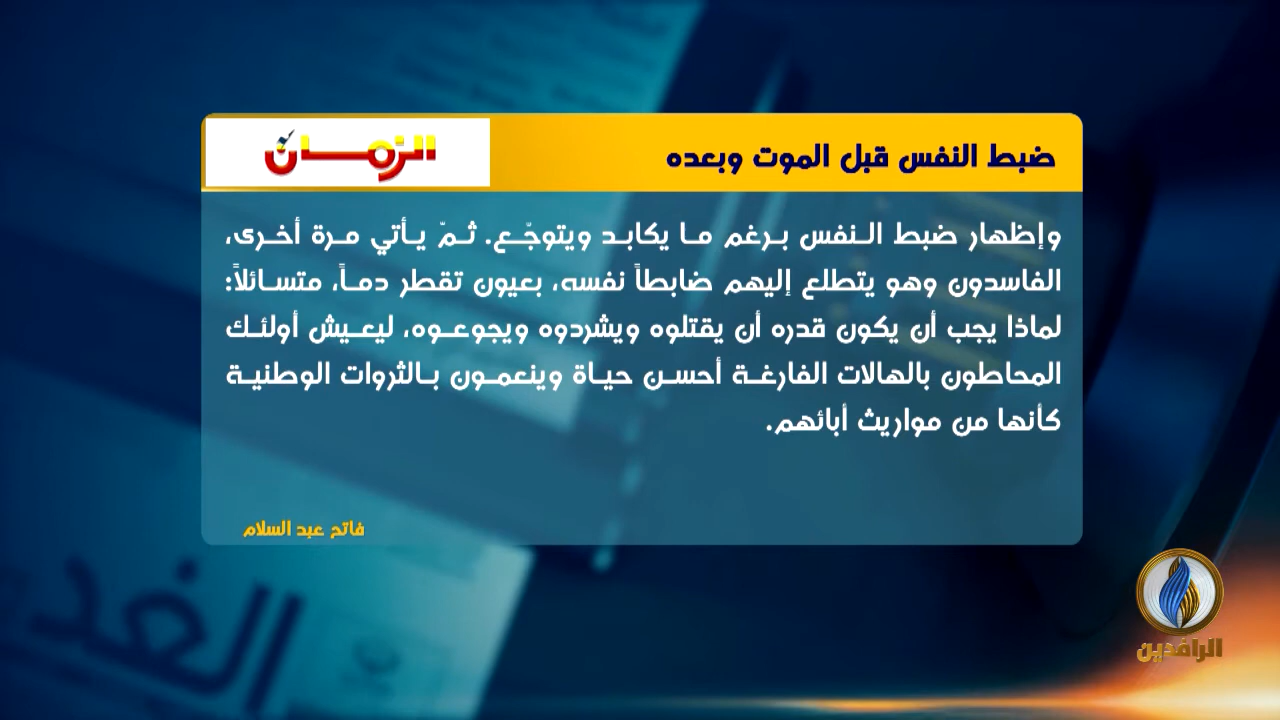 ضبط النفس قبل الموت وبعده
الزمان
وإظهار ضبط النفس برغم ما يكابد ويتوجّع. ثمّ يأتي مرة أخرى،
الفاسدون وهو يتطلع إليهم ضابطاً نفسه، بعيون تقطر دماً، متسائلاً:
لماذا يجب أن يكون قدره أن يقتلوه ويشردوه ويجوعوه، ليعيش أولئك
المحاطون بالهالات الفارغة أحسن حياة وينعمون بالثروات الوطنية
كأنها من مواريث أبائهم.
فاتح عبد السلام
الغد
الرافدين